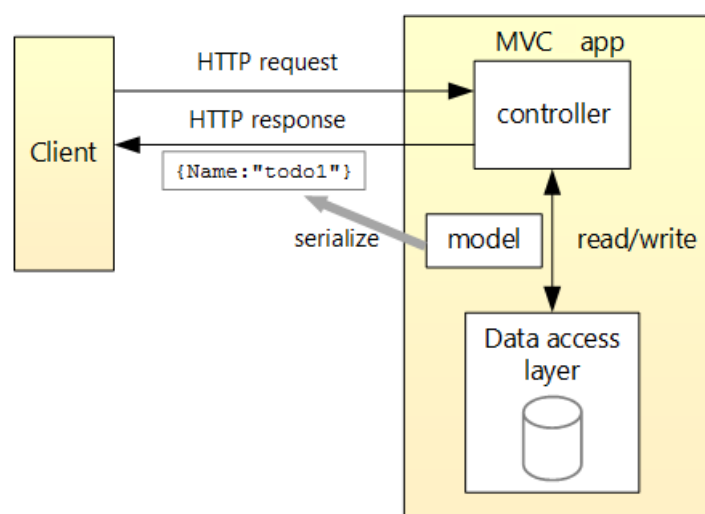 MVC app
HTTP request
controller
HTTP response
Client
{Name:"todo1"}
serialize
model
read/write
Data access
layer